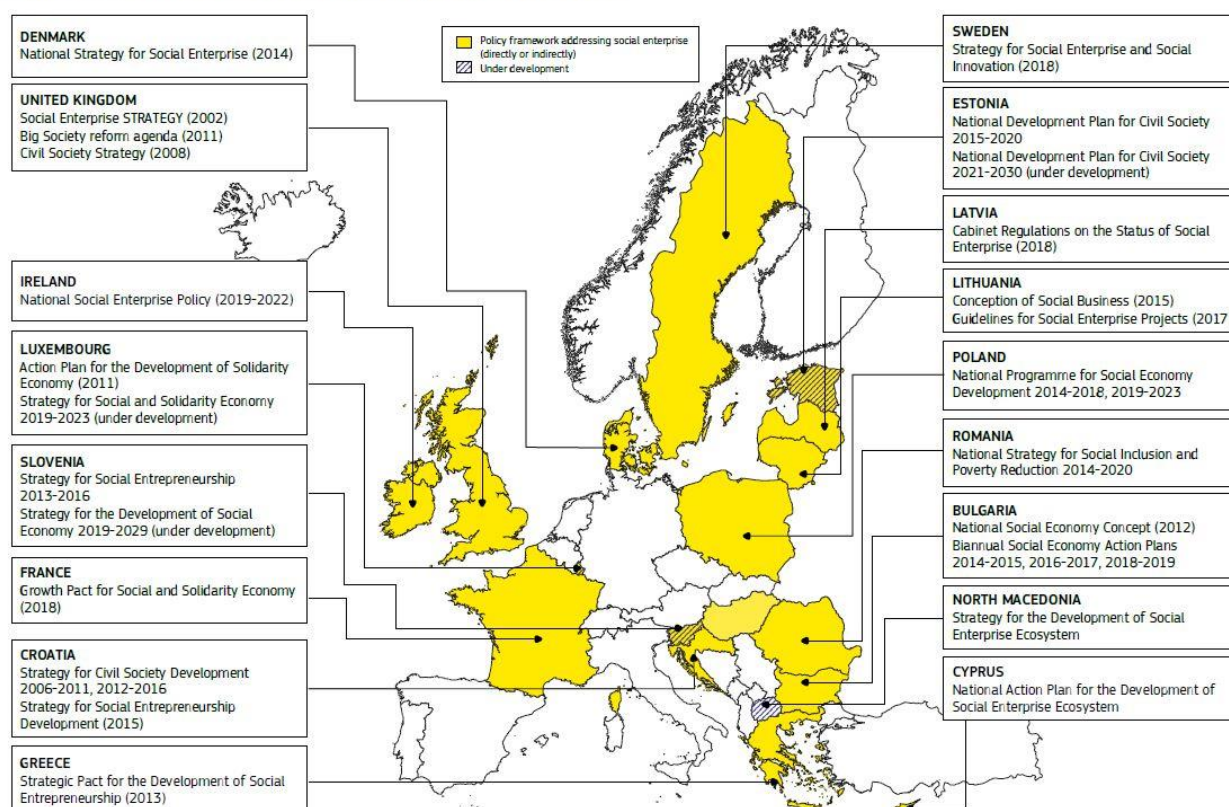 DENMARK
National Strategy for Social Enterprise (2014)
UNITED KINGDOM
Social Enterprise STRATEGY (2002)
Big Society reform agenda (2011)
Civil Society Strategy (2008)
IRELAND
National Social Enterprise Policy (2019-2022)
LUXEMBOURG
Action Plan for the Development of Solidarity
Economy (2011)
Strategy for Social and Solidarity Economy
2019-2023 (under development)
SLOVENIA
Strategy for Social Entrepreneurship
2013-2016
Strategy for the Development of Social
Economy 2019-2029 (under development)
FRANCE
Growth Pact for Social and Solidarity Economy
(2018)
CROATIA
Strategy for Civil Society Development
2006-2011, 2012-2016
Strategy for Social Entrepreneurship
Development (2015)
GREECE
Strategic Pact for the Development of Social
Entrepreneurship (2013)
Policy framework addressing social enterprise
(directly or indirectly)
Under development
SWEDEN
Strategy for Social Enterprise and Social
Innovation (2018)
ESTONIA
National Development Plan for Civil Society
2015-2020
National Development Plan for Civil Society
2021-2030 (under development)
LATVIA
Cabinet Regulations on the Status of Social
Enterprise (2018)
LITHUANIA
Conception of Social Business (2015)
Guidelines for Social Enterprise Projects (2017
POLAND
National Programme for Social Economy
Development 2014-2018, 2019-2023
ROMANIA
National Strategy for Social Inclusion and
Poverty Reduction 2014-2020
BULGARIA
National Social Economy Concept (2012)
Biannual Social Economy Action Plans
2014-2015, 2016-2017, 2018-2019
NORTH MACEDONIA
Strategy for the Development of Social
Enterprise Ecosystem
CYPRUS
National Action Plan for the Development of
Social Enterprise Ecosystem